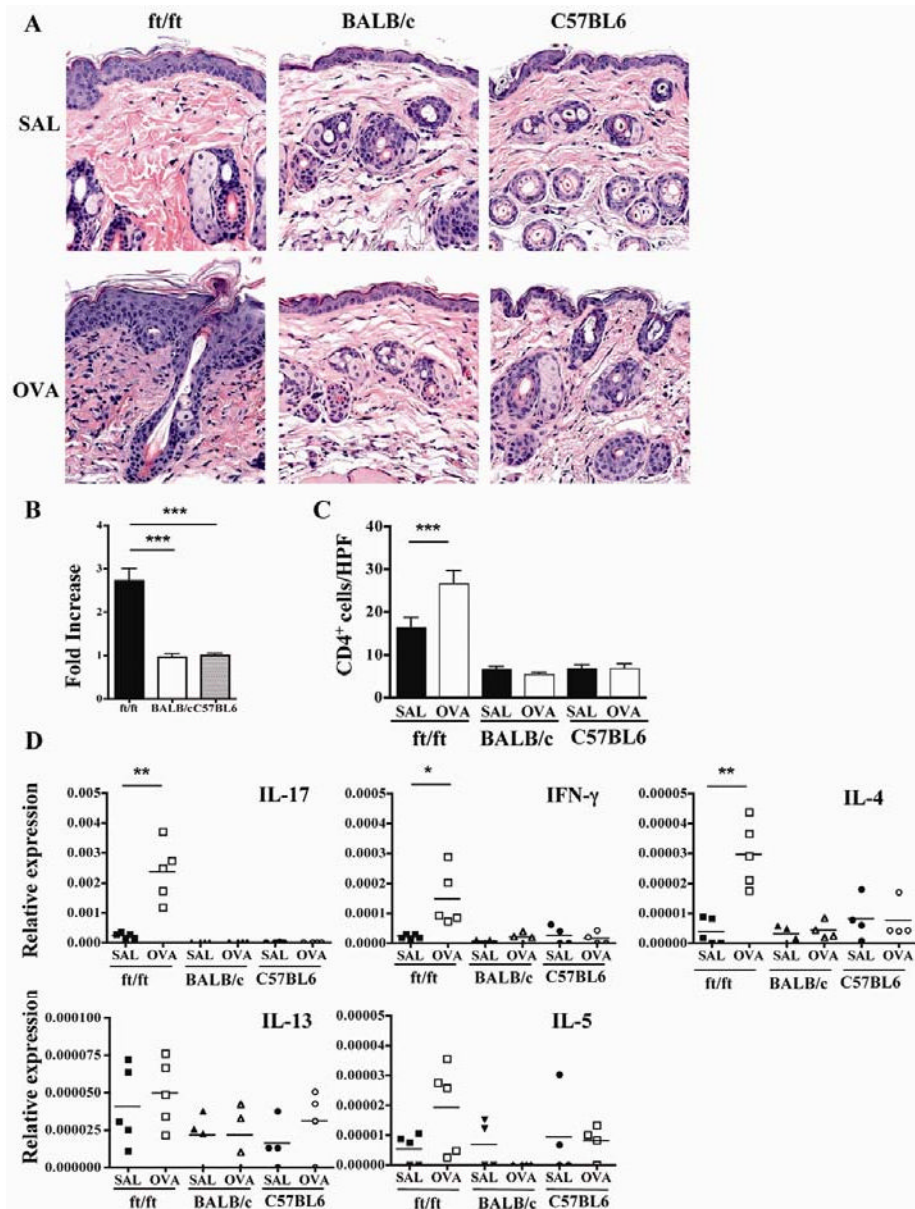 A
ft/ft BALB/c C57BL6
SAL
OVA
B
*** 
***
Fold Increase
4
3
2
1
0
ft/ft BALB/c C57BL6
C
***
CD4+ cells/HPF
40
30
20
10
0
SAL OVA SAL OVA SAL OVA
ft/ft BALB/c C57BL6
D
Relative expression
IL-17
**
0.005
0.004
0.003
0.002
0.001
0.000
SAL OVA SAL OVA SAL OVA
ft/ft BALB/c C57BL6
IFN-γ
*
0.0005
0.0004
0.0003
0.0002
0.0001
0.0000
SAL OVA SAL OVA SAL OVA
ft/ft BALB/c C57BL6
IL-4
**
0.00005
0.00004
0.00003
0.00002
0.00001
0.00000
SAL OVA SAL OVA SAL OVA
ft/ft BALB/c C57BL6
Relative expression
IL-13
0.000100
0.000075
0.000050
0.000025
0.000000
SAL OVA SAL OVA SAL OVA
ft/ft BALB/c C57BL6
IL-5
0.00005
0.00004
0.00003
0.00002
0.00001
0.00000
SAL OVA SAL OVA SAL OVA
ft/ft BALB/c C57BL6